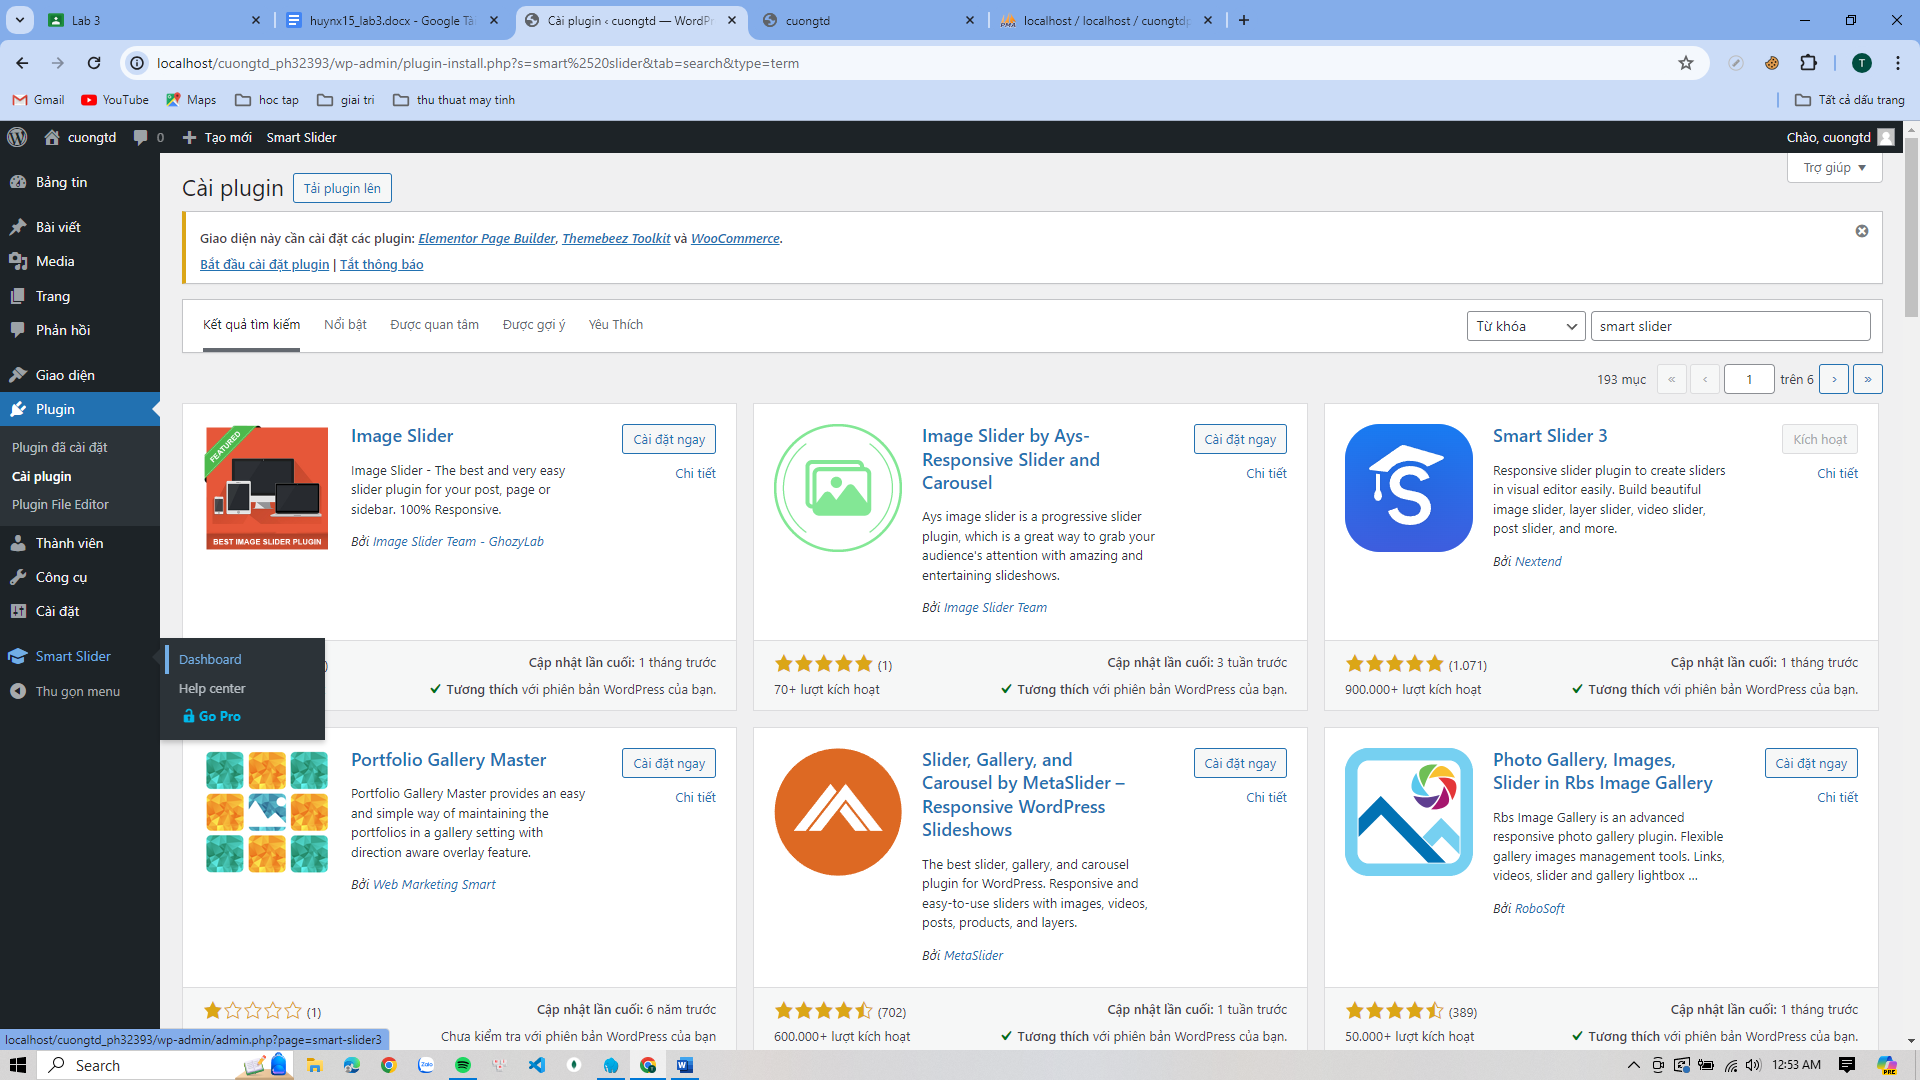 Lab 3
huynx15_lab3.docx - Google Tài
Cài plugin ‹ cuongtd — WordPr
cuongtd
localhost / localhost / cuongtdp
localhost/cuongtd_ph32393/wp-admin/plugin-install.php?s=smart%2520slider&tab=search&type=term
T
Gmail
YouTube
Maps
hoc tap
giai tri
thu thuat may tinh
Tất cả dấu trang
cuongtd
0
Tạo mới
Smart Slider
Chào, cuongtd
Bảng tin
Bài viết
Media
Trang
Phản hồi
Giao diện
Plugin
Plugin đã cài đặt
Cài plugin
Plugin File Editor
Thành viên
Công cụ
Cài đặt
Smart Slider
Thu gọn menu
Dashboard
Help center
Go Pro
Trợ giúp
Cài plugin
Tải plugin lên
Giao diện này cần cài đặt các plugin: Elementor Page Builder, Themebeez Toolkit và WooCommerce.
Bắt đầu cài đặt plugin | Tắt thông báo
Kết quả tìm kiếm
Nổi bật
Được quan tâm
Được gợi ý
Yêu Thích
Từ khóa
smart slider
193 mục
«
‹
1
trên 6
›
»
FEATURED
BEST IMAGE SLIDER PLUGIN
Image Slider
Cài đặt ngay
Chi tiết
Image Slider - The best and very easy
slider plugin for your post, page or
sidebar. 100% Responsive.
Bởi Image Slider Team - GhozyLab
)
Cập nhật lần cuối: 1 tháng trước
Tương thích với phiên bản WordPress của bạn.
Image Slider by Ays-
Responsive Slider and
Carousel
Cài đặt ngay
Chi tiết
Ays image slider is a progressive slider
plugin, which is a great way to grab your
audience's attention with amazing and
entertaining slideshows.
Bởi Image Slider Team
(1)
Cập nhật lần cuối: 3 tuần trước
70+ lượt kích hoạt
Tương thích với phiên bản WordPress của bạn.
S
Smart Slider 3
Kích hoạt
Chi tiết
Responsive slider plugin to create sliders
in visual editor easily. Build beautiful
image slider, layer slider, video slider,
post slider, and more.
Bởi Nextend
(1.071)
Cập nhật lần cuối: 1 tháng trước
900.000+ lượt kích hoạt
Tương thích với phiên bản WordPress của bạn.
Portfolio Gallery Master
Cài đặt ngay
Chi tiết
Portfolio Gallery Master provides an easy
and simple way of maintaining the
portfolios in a gallery setting with
direction aware overlay feature.
Bởi Web Marketing Smart
(1)
Cập nhật lần cuối: 6 năm trước
Chưa kiểm tra với phiên bản WordPress của bạn
Slider, Gallery, and
Carousel by MetaSlider –
Responsive WordPress
Slideshows
Cài đặt ngay
Chi tiết
The best slider, gallery, and carousel
plugin for WordPress. Responsive and
easy-to-use sliders with images, videos,
posts, products, and layers.
Bởi MetaSlider
(702)
Cập nhật lần cuối: 1 tuần trước
600.000+ lượt kích hoạt
Tương thích với phiên bản WordPress của bạn.
Photo Gallery, Images,
Slider in Rbs Image Gallery
Cài đặt ngay
Chi tiết
Rbs Image Gallery is an advanced
responsive photo gallery plugin. Flexible
gallery images management tools. Links,
videos, slider and gallery lightbox ...
Bởi RoboSoft
(389)
Cập nhật lần cuối: 1 tháng trước
50.000+ lượt kích hoạt
Tương thích với phiên bản WordPress của bạn.
localhost/cuongtd_ph32393/wp-admin/admin.php?page=smart-slider3
Search
Zalo
12:53 AM
PRE